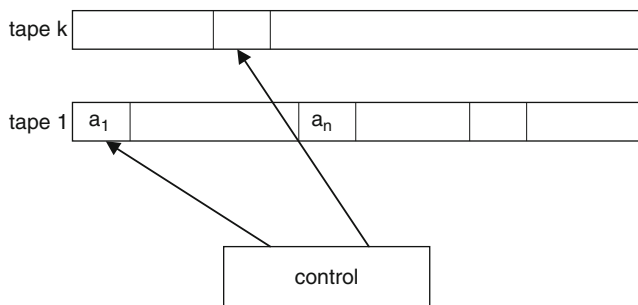 tape k
tape 1 a₁ aₙ
control